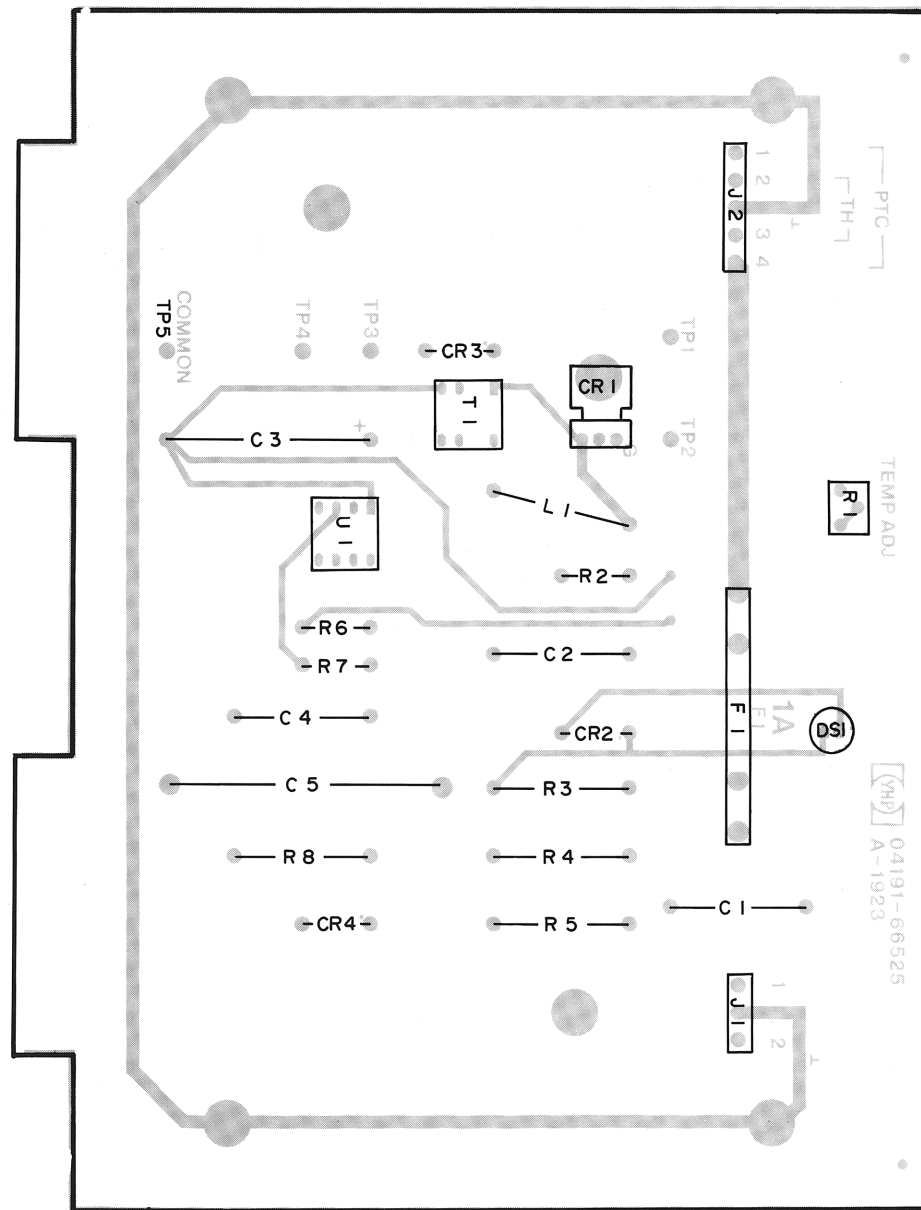 1
2
J2
3
4
⊥
PTC
TH
COMMON
TP5
TP4
TP3
CR3
TP1
CR1
T1
C3
+
G
TP2
TEMP ADJ
L1
R1
U1
R2
R6
C2
R7
C4
CR2
F1
F1
1A
DS1
C5
R3
YHP
04191-66525
A-1923
R8
R4
C1
CR4
R5
1
J1
2
⊥